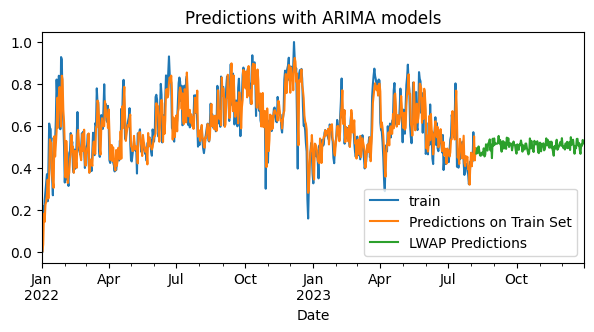 Predictions with ARIMA models
1.0
0.8
0.6
0.4
0.2
0.0
train
Predictions on Train Set
LWAP Predictions
Jan Apr Jul Oct Jan Apr Jul Oct
2022 2023
Date